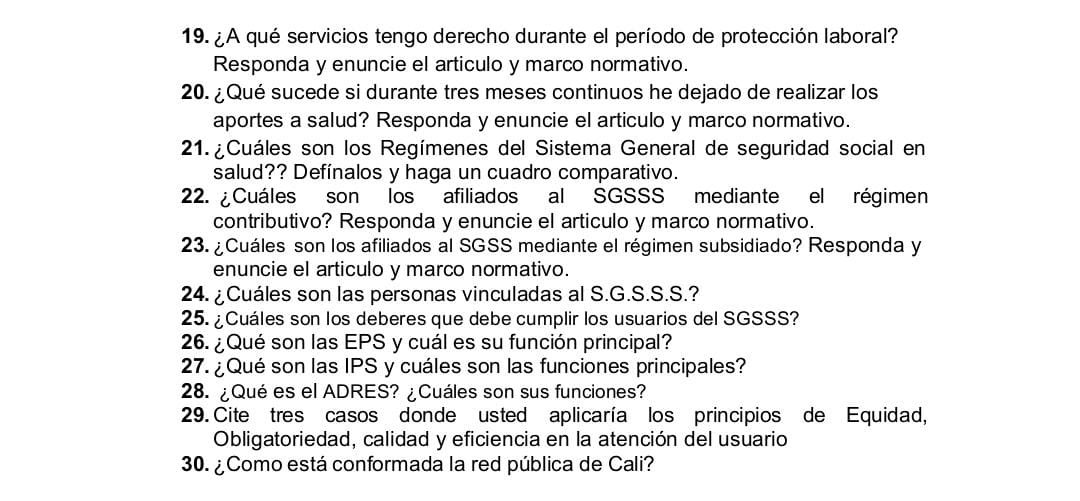 19. ¿A qué servicios tengo derecho durante el período de protección laboral?
Responda y enuncie el articulo y marco normativo.
20. ¿Qué sucede si durante tres meses continuos he dejado de realizar los
aportes a salud? Responda y enuncie el articulo y marco normativo.
21. ¿Cuáles son los Regímenes del Sistema General de seguridad social en
salud?? Defínalos y haga un cuadro comparativo.
22. ¿Cuáles son los afiliados al SGSSS mediante el régimen
contributivo? Responda y enuncie el articulo y marco normativo.
23. ¿Cuáles son los afiliados al SGSS mediante el régimen subsidiado? Responda y
enuncie el articulo y marco normativo.
24. ¿Cuáles son las personas vinculadas al S.G.S.S.S.?
25. ¿Cuáles son los deberes que debe cumplir los usuarios del SGSSS?
26. ¿Qué son las EPS y cuál es su función principal?
27. ¿Qué son las IPS y cuáles son las funciones principales?
28. ¿Qué es el ADRES? ¿Cuáles son sus funciones?
29. Cite tres casos donde usted aplicaría los principios de Equidad,
Obligatoriedad, calidad y eficiencia en la atención del usuario
30. ¿Como está conformada la red pública de Cali?